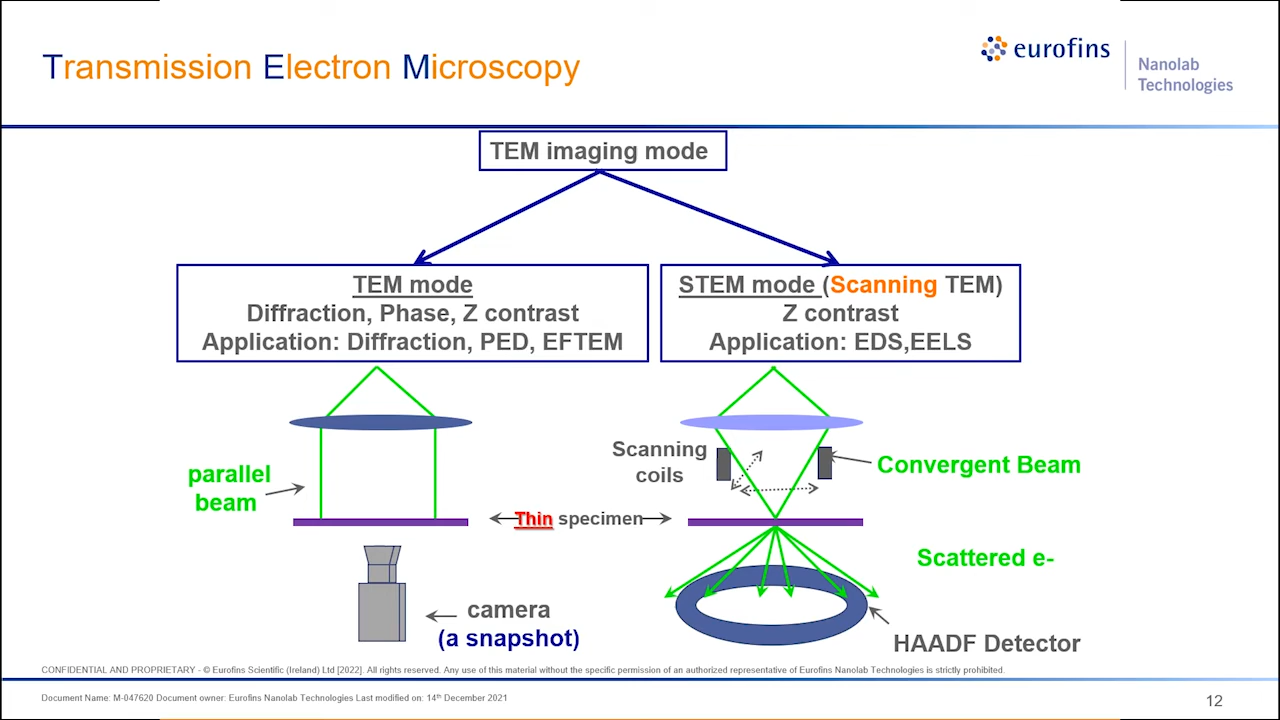 Transmission Electron Microscopy
eurofins
Nanolab
Technologies
TEM imaging mode
TEM mode
Diffraction, Phase, Z contrast
Application: Diffraction, PED, EFTEM
STEM mode (Scanning TEM)
Z contrast
Application: EDS,EELS
Scanning
coils
parallel
beam
Convergent Beam
Thin specimen
Scattered e-
camera
(a snapshot)
HAADF Detector
CONFIDENTIAL AND PROPRIETARY - © Eurofins Scientific (Ireland) Ltd [2022]. All rights reserved. Any use of this material without the specific permission of an authorized representative of Eurofins Nanolab Technologies is strictly prohibited.
Document Name: M-047620 Document owner: Eurofins Nanolab Technologies Last modified on: 14th December 2021
12